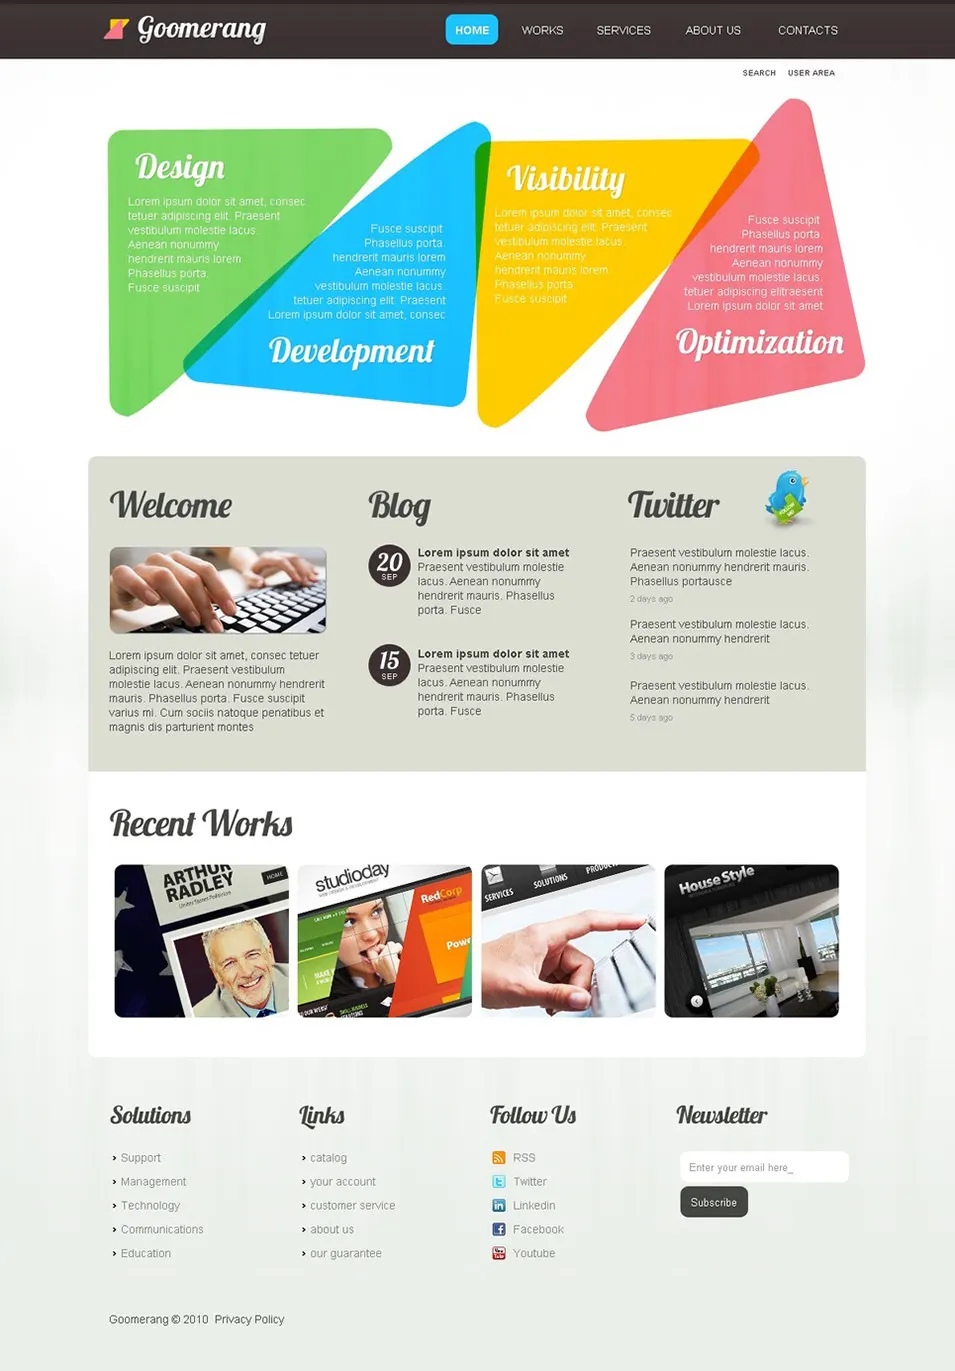 Goomerang
HOME
WORKS
SERVICES
ABOUT US
CONTACTS
SEARCH
USER AREA
Design
Lorem ipsum dolor sit amet, consec
tetuer adipiscing elit. Praesent
vestibulum molestie lacus.
Aenean nonummy
hendrerit mauris lorem
Phasellus porta.
Fusce suscipit
Fusce suscipit
Phasellus porta.
hendrerit mauris lorem
Aenean nonummy
vestibulum molestie lacus.
tetuer adipiscing elit. Praesent
Lorem ipsum dolor sit amet, consec
Development
Visibility
Lorem ipsum dolor sit amet, consec
tetuer adipiscing elit. Praesent
vestibulum molestie lacus.
Aenean nonummy
hendrerit mauris lorem
Phasellus porta
Fusce suscipit
Fusce suscipit
Phasellus porta.
hendrerit mauris lorem
Aenean nonummy
vestibulum molestie lacus.
tetuer adipiscing elitraesent
Lorem ipsum dolor sit amet
Optimization
Welcome
Lorem ipsum dolor sit amet, consec tetuer
adipiscing elit. Praesent vestibulum
molestie lacus. Aenean nonummy hendrerit
mauris. Phasellus porta. Fusce suscipit
varius mi. Cum sociis natoque penatibus et
magnis dis parturient montes
Blog
20
SEP
Lorem ipsum dolor sit amet
Praesent vestibulum molestie
lacus. Aenean nonummy
hendrerit mauris. Phasellus
porta. Fusce
15
SEP
Lorem ipsum dolor sit amet
Praesent vestibulum molestie
lacus. Aenean nonummy
hendrerit mauris. Phasellus
porta. Fusce
Twitter
FOLLOW
ME!
Praesent vestibulum molestie lacus.
Aenean nonummy hendrerit mauris.
Phasellus portausce
2 days ago
Praesent vestibulum molestie lacus.
Aenean nonummy hendrerit
3 days ago
Praesent vestibulum molestie lacus.
Aenean nonummy hendrerit
5 days ago
Recent Works
ARTHUR
RADLEY
United States Politician
HOME
studioday
RedCorp
Powe
MAKE
SERVICES
SOLUTIONS
PRODUC
House Style
Solutions
Support
Management
Technology
Communications
Education
Links
catalog
your account
customer service
about us
our guarantee
Follow Us
RSS
Twitter
Linkedin
Facebook
Youtube
Newsletter
Enter your email here_
Subscribe
Goomerang © 2010 Privacy Policy